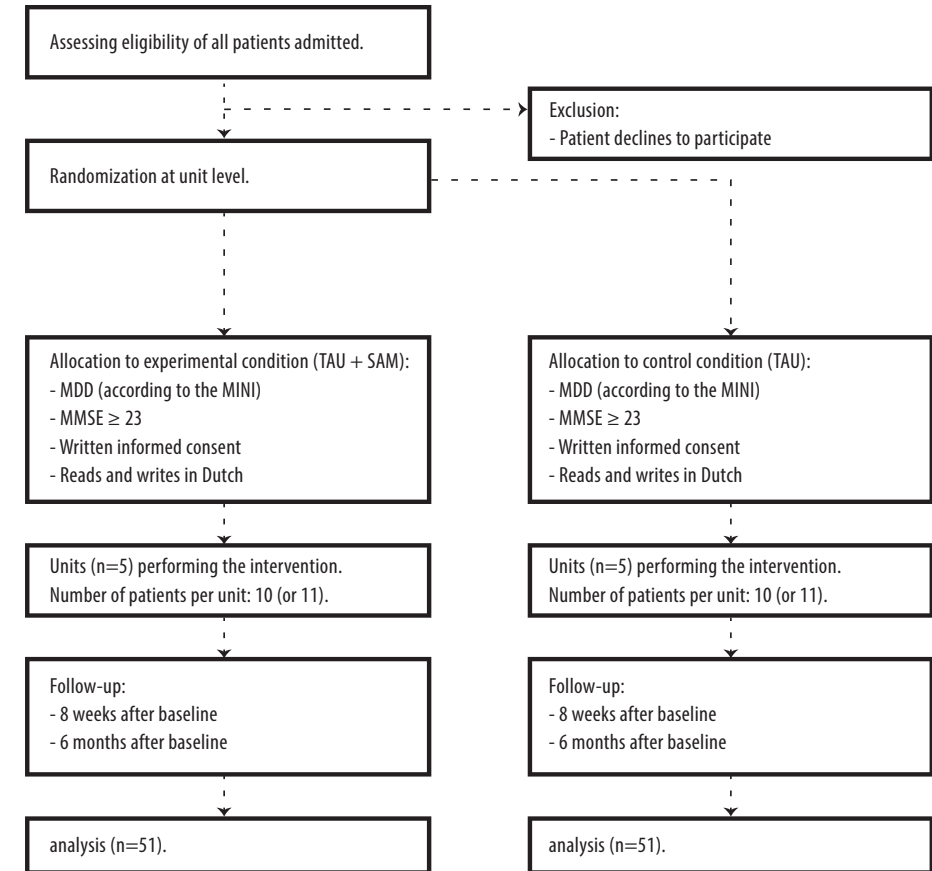 Assessing eligibility of all patients admitted.
Exclusion:
- Patient declines to participate
Randomization at unit level.
Allocation to experimental condition (TAU + SAM):
- MDD (according to the MINI)
- MMSE ≥ 23
- Written informed consent
- Reads and writes in Dutch
Allocation to control condition (TAU):
- MDD (according to the MINI)
- MMSE ≥ 23
- Written informed consent
- Reads and writes in Dutch
Units (n=5) performing the intervention.
Number of patients per unit: 10 (or 11).
Units (n=5) performing the intervention.
Number of patients per unit: 10 (or 11).
Follow-up:
- 8 weeks after baseline
- 6 months after baseline
Follow-up:
- 8 weeks after baseline
- 6 months after baseline
analysis (n=51).
analysis (n=51).